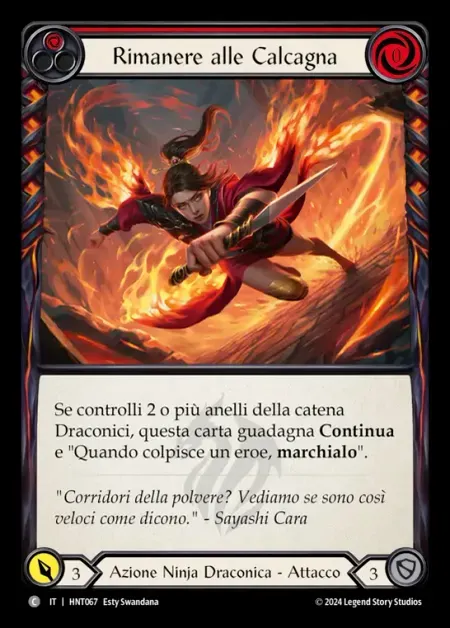 Rimanere alle Calcagna
0
Se controlli 2 o più anelli della catena
Draconici, questa carta guadagna Continua
e "Quando colpisce un eroe, marchialo".
"Corridori della polvere? Vediamo se sono così
veloci come dicono." - Sayashi Cara
3
Azione Ninja Draconica - Attacco
3
C IT | HNT067 Esty Swandana
© 2024 Legend Story Studios